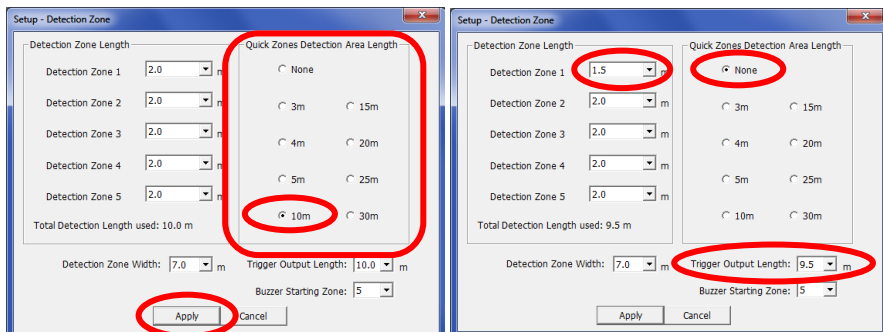 Setup - Detection Zone
Detection Zone Length
Detection Zone 1 2.0 m
Detection Zone 2 2.0 m
Detection Zone 3 2.0 m
Detection Zone 4 2.0 m
Detection Zone 5 2.0 m
Total Detection Length used: 10.0 m
Quick Zones Detection Area Length
None
3m 15m
4m 20m
5m 25m
10m 30m
Detection Zone Width: 7.0 m
Trigger Output Length: 10.0 m
Buzzer Starting Zone: 5
Apply Cancel
Setup - Detection Zone
Detection Zone Length
Detection Zone 1 1.5 m
Detection Zone 2 2.0 m
Detection Zone 3 2.0 m
Detection Zone 4 2.0 m
Detection Zone 5 2.0 m
Total Detection Length used: 9.5 m
Quick Zones Detection Area Length
None
3m 15m
4m 20m
5m 25m
10m 30m
Detection Zone Width: 7.0 m
Trigger Output Length: 9.5 m
Buzzer Starting Zone: 5
Apply Cancel